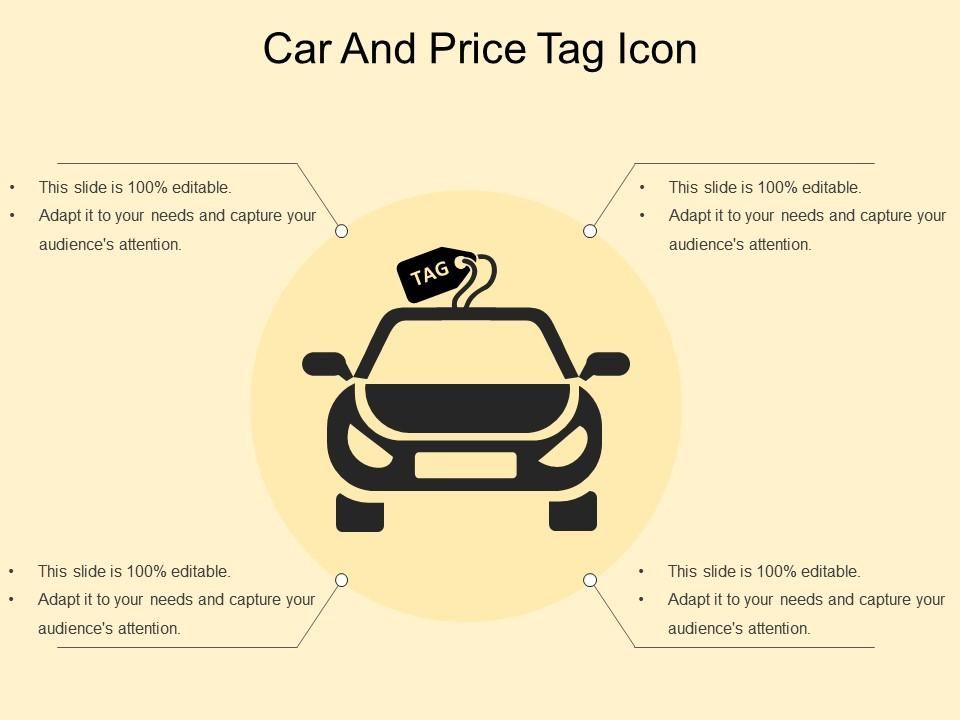 Car And Price Tag Icon
• This slide is 100% editable.
• Adapt it to your needs and capture your
audience's attention.
• This slide is 100% editable.
• Adapt it to your needs and capture your
audience's attention.
TAG
• This slide is 100% editable.
• Adapt it to your needs and capture your
audience's attention.
• This slide is 100% editable.
• Adapt it to your needs and capture your
audience's attention.